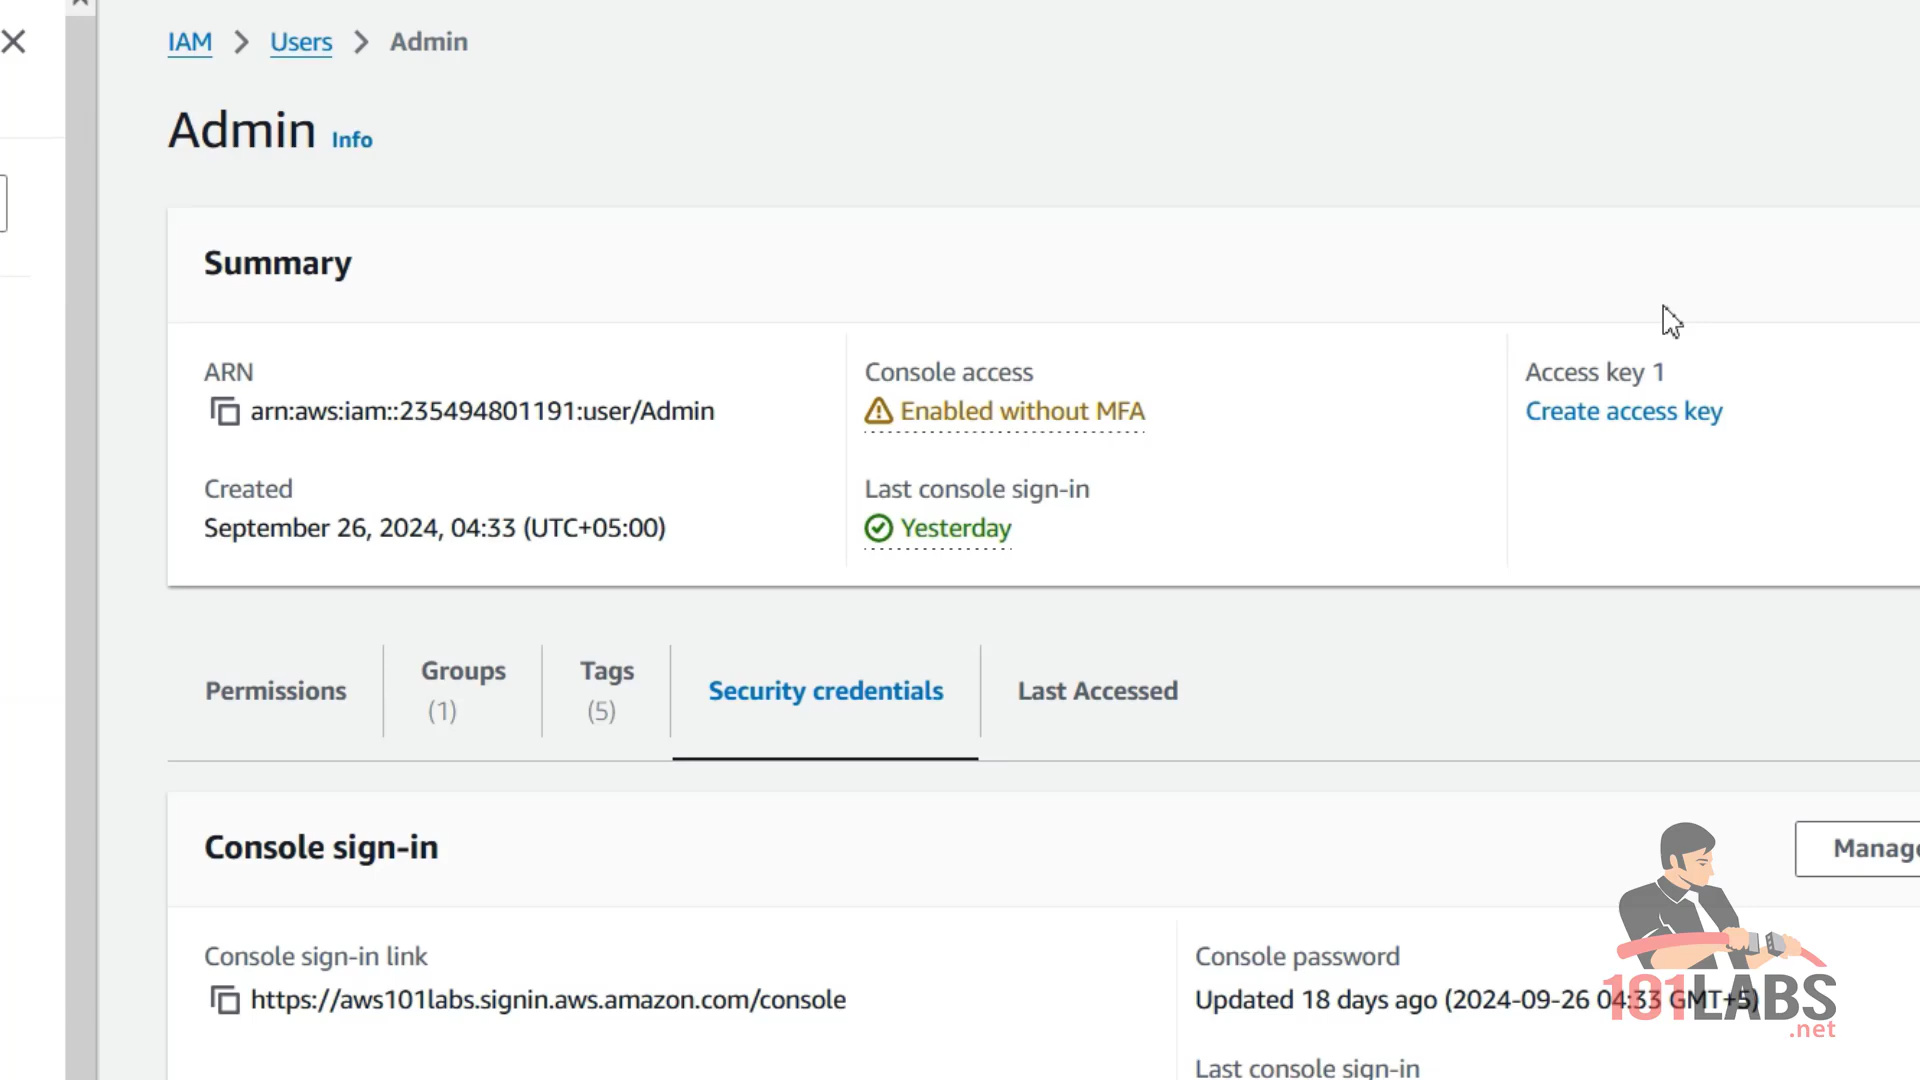 IAM > Users > Admin
Admin Info
Summary
ARN
arn:aws:iam::235494801191:user/Admin
Created
September 26, 2024, 04:33 (UTC+05:00)
Console access
Enabled without MFA
Last console sign-in
Yesterday
Access key 1
Create access key
Permissions
Groups
(1)
Tags
(5)
Security credentials
Last Accessed
Console sign-in
Manage
Console sign-in link
https://aws101labs.signin.aws.amazon.com/console
Console password
Updated 18 days ago (2024-09-26 04:33 GMT+5)
Last console sign-in
101LABS
.net